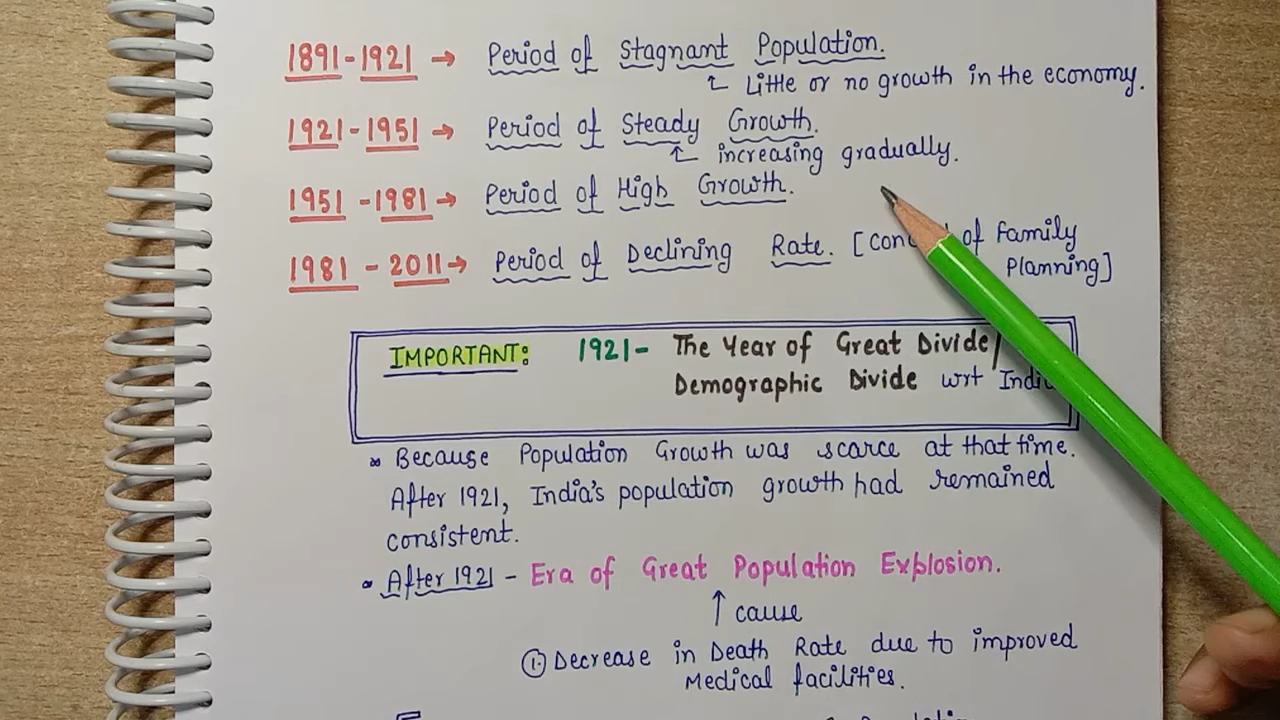 1891-1921 → Period of Stagnant Population.
↳ Little or no growth in the economy.
1921-1951 → Period of Steady Growth.
↳ increasing gradually.
1951-1981 → Period of High Growth.
1981-2011 → Period of Declining Rate. [ of Family
Planning]
IMPORTANT: 1921- The Year of Great Divide/
Demographic Divide wrt
Because Population Growth was scarce at that time.
After 1921, India's population growth had remained
consistent.
After 1921 - Era of Great Population Explosion.
↑ cause
① Decrease in Death Rate due to improved
Medical facilities.